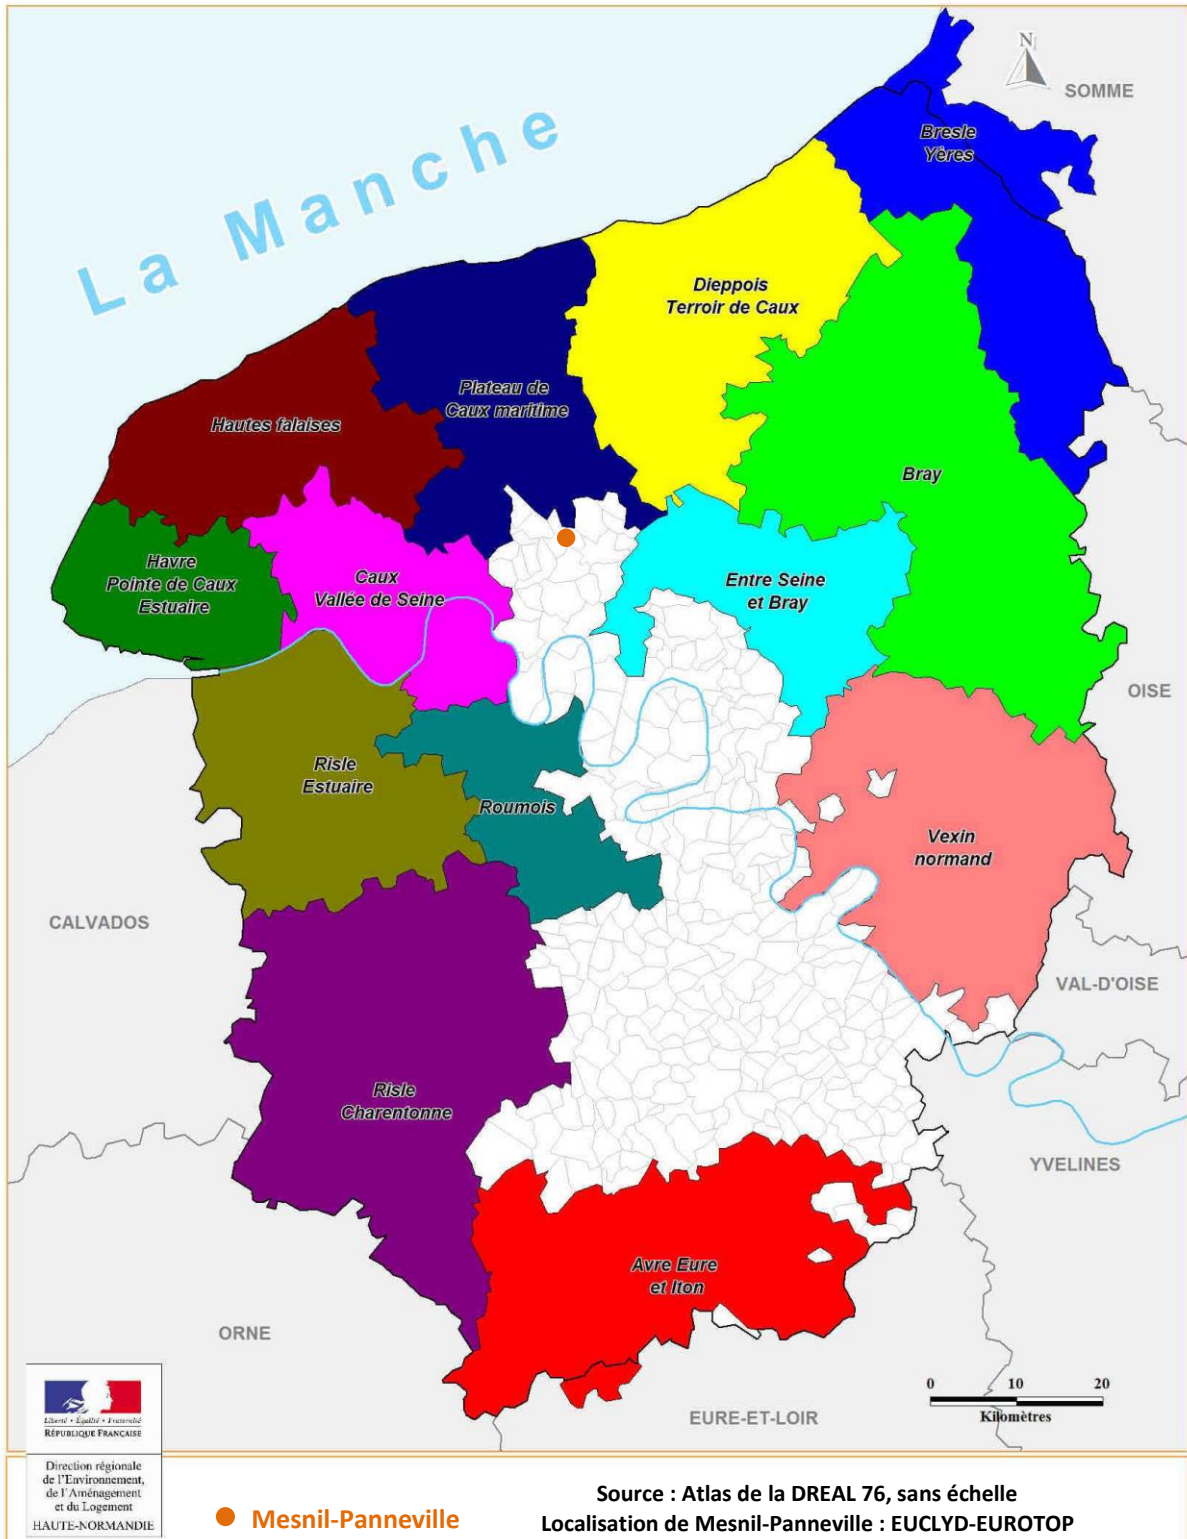 N
SOMME
La Manche
Bresle
Yères
Dieppois
Terroir de Caux
Plateau de
Caux maritime
Hautes falaises
Bray
Havre
Pointe de Caux
Estuaire
Caux
Vallée de Seine
Entre Seine
et Bray
OISE
Risle
Estuaire
Roumois
Vexin
normand
CALVADOS
VAL-D'OISE
Risle
Charentonne
YVELINES
Avre Eure
et Iton
ORNE
0 10 20
Kilomètres
EURE-ET-LOIR
Liberté • Égalité • Fraternité
RÉPUBLIQUE FRANÇAISE
Direction régionale
de l'Environnement,
de l'Aménagement
et du Logement
HAUTE-NORMANDIE
Mesnil-Panneville
Source : Atlas de la DREAL 76, sans échelle
Localisation de Mesnil-Panneville : EUCLYD-EUROTOP